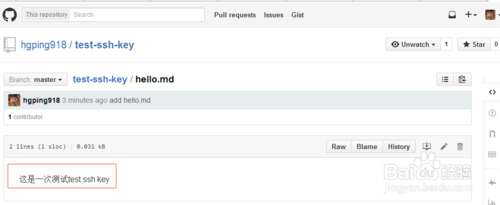 This repository Search Pull requests Issues Gist
hgping918 / test-ssh-key Unwatch 1 Star 0
Branch: master test-ssh-key / hello.md
hgping918 3 minutes ago add hello md
1 contributor
2 lines (1 sloc) 0.031 kB Raw Blame History
这是一次测试test ssh key
Baidu 经验
jingyan.baidu.com